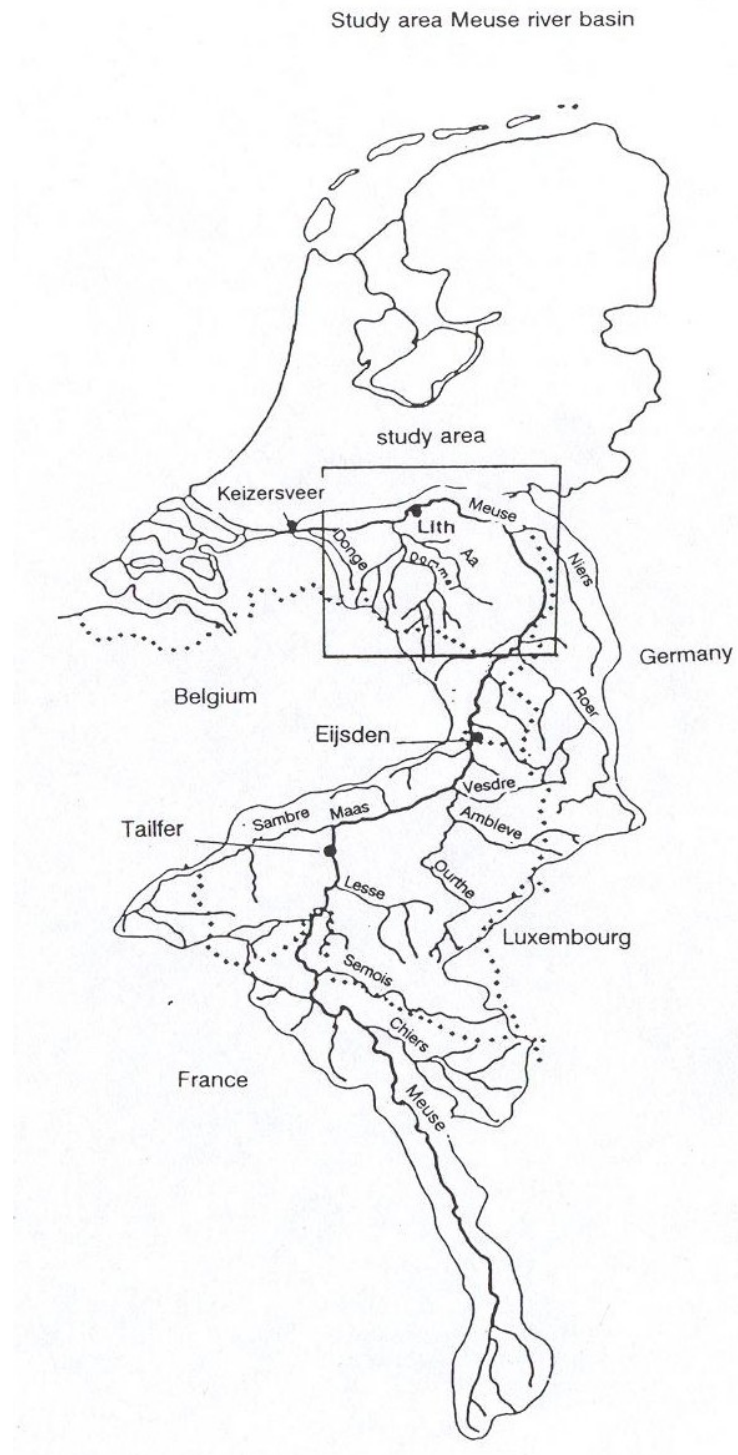 Study area Meuse river basin
study area
Keizersveer
Meuse
Lith
Donge
Aa
Niers
Germany
Belgium
Roer
Eijsden
Vesdre
Sambre
Maas
Ambleve
Tailfer
Ourthe
Lesse
Luxembourg
Semois
Chiers
France
Meuse